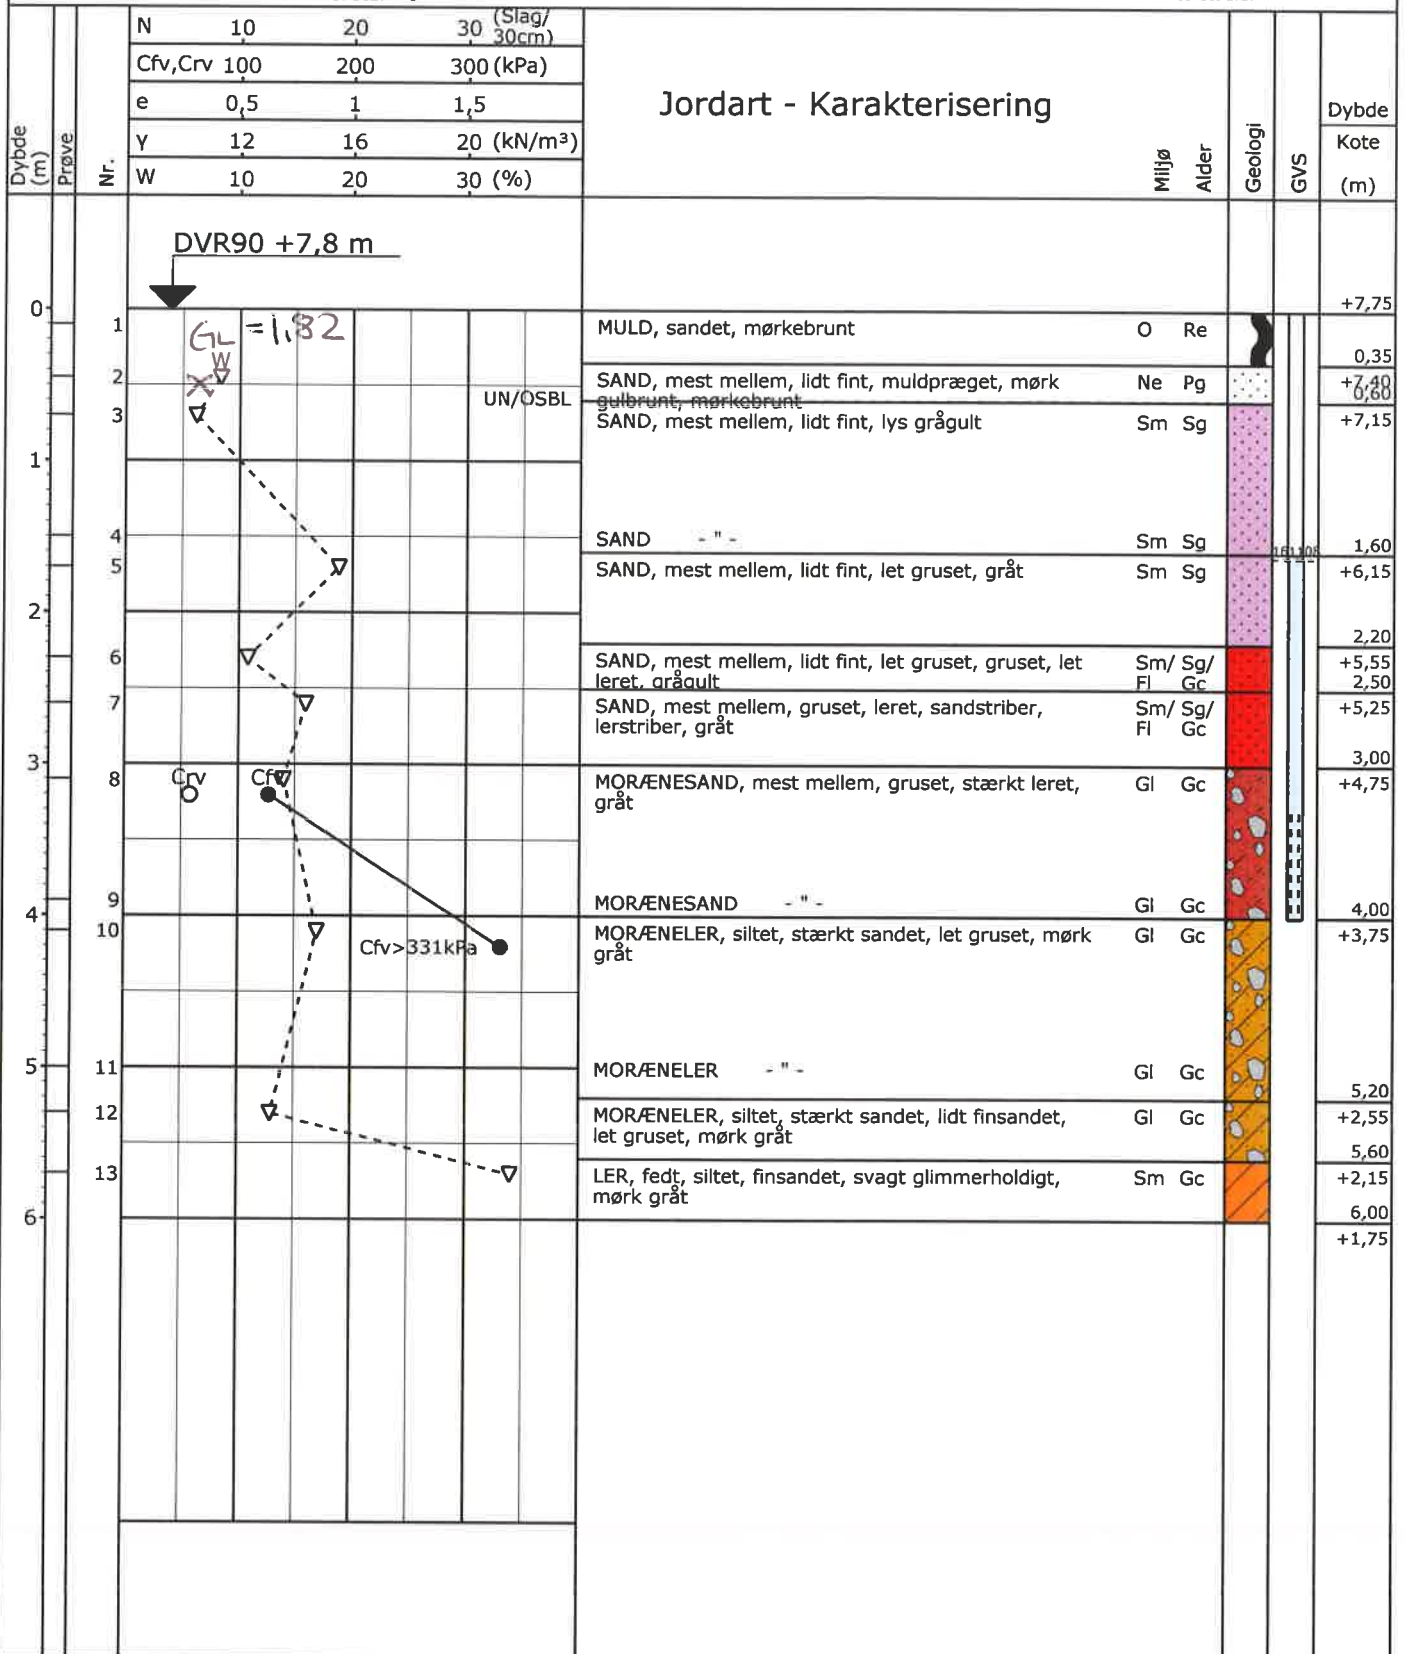 N 10 20 30 (Slag/30cm)
Cfv,Crv 100 200 300 (kPa)
e 0,5 1 1,5
γ 12 16 20 (kN/m³)
W 10 20 30 (%)
Dybde (m)
Prøve
Nr.
Jordart - Karakterisering
Miljø
Alder
Geologi
GVS
Dybde
Kote
(m)
DVR90 +7,8 m
0
+7,75
1 MULD, sandet, mørkebrunt O Re
GL = 1,82
W
0,35
2 SAND, mest mellem, lidt fint, muldpræget, mørk Ne Pg +7,40
gulbrunt, mørkebrunt
UN/OSBL
0,60
3 SAND, mest mellem, lidt fint, lys grågult Sm Sg +7,15
1
4 SAND - " - Sm Sg 1,60
5 SAND, mest mellem, lidt fint, let gruset, gråt Sm Sg +6,15
2
2,20
6 SAND, mest mellem, lidt fint, let gruset, gruset, let Sm/ Sg/ +5,55
leret, grågult Fl Gc 2,50
7 SAND, mest mellem, gruset, leret, sandstriber, Sm/ Sg/ +5,25
lerstriber, gråt Fl Gc
3
3,00
8 Crv Cfv MORÆNESAND, mest mellem, gruset, stærkt leret, Gl Gc +4,75
gråt
9 MORÆNESAND - " - Gl Gc 4,00
4
10 MORÆNELER, siltet, stærkt sandet, let gruset, mørk Gl Gc +3,75
gråt
Cfv>331kPa
5
11 MORÆNELER - " - Gl Gc
5,20
12 MORÆNELER, siltet, stærkt sandet, lidt finsandet, Gl Gc +2,55
let gruset, mørk gråt
5,60
13 LER, fedt, siltet, finsandet, svagt glimmerholdigt, Sm Gc +2,15
mørk gråt
6
6,00
+1,75